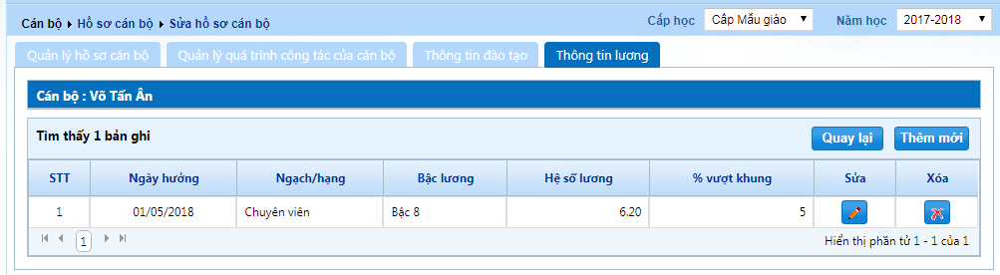 Cán bộ Hồ sơ cán bộ Sửa hồ sơ cán bộ Cấp học Cấp Mẫu giáo Năm học 2017-2018
Quản lý hồ sơ cán bộ Quản lý quá trình công tác của cán bộ Thông tin đào tạo Thông tin lương
Cán bộ : Võ Tấn Ân
Tìm thấy 1 bản ghi Quay lại Thêm mới
STT Ngày hưởng Ngạch/hạng Bậc lương Hệ số lương % vượt khung Sửa Xóa
1 01/05/2018 Chuyên viên Bậc 8 6.20 5
1 Hiển thị phần tử 1 - 1 của 1